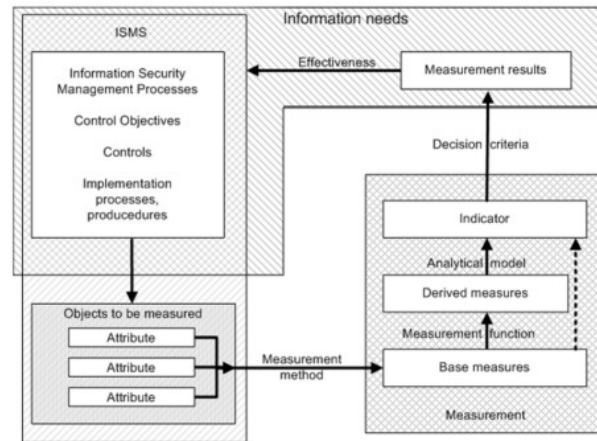 Information needs
ISMS
Information Security
Management Processes
Control Objectives
Controls
Implementation
processes,
producedures
Effectiveness
Measurement results
Decision criteria
Indicator
Analytical model
Derived measures
Measurement function
Base measures
Measurement
Objects to be measured
Attribute
Attribute
Attribute
Measurement
method